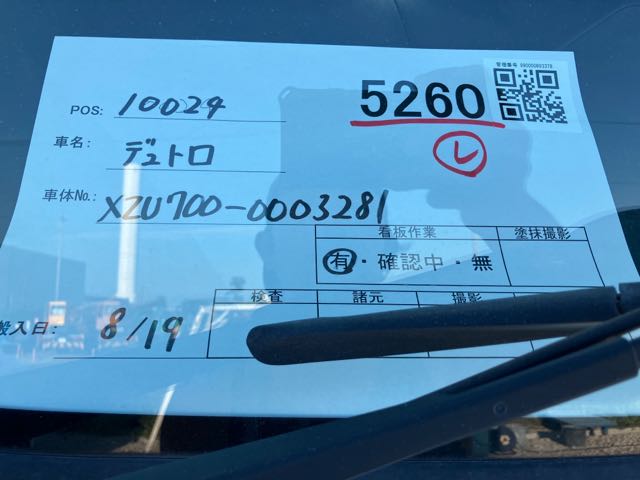 管理番号 990000893378
5260
レ
POS: 10024
車名: デュトロ
車体No.: XZU700-0003281
看板作業 塗抹撮影
有・確認中・無
検査 諸元 撮影
搬入日: 8/19